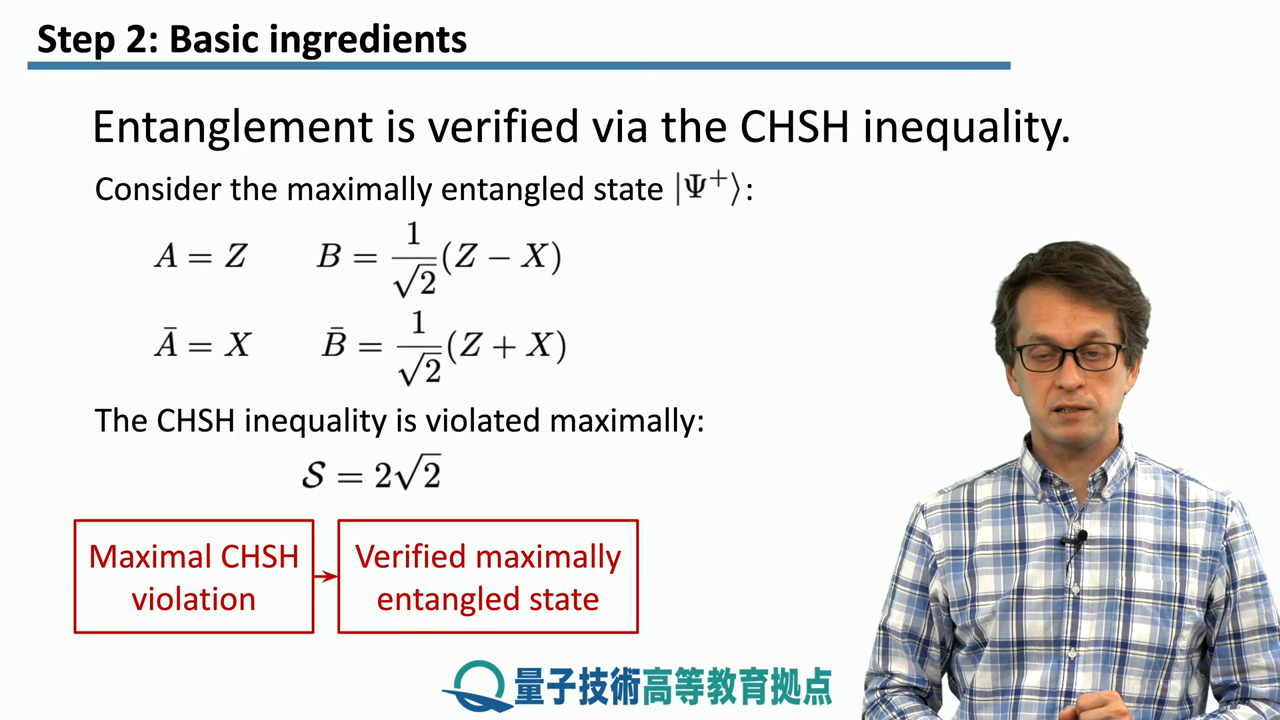 Step 2: Basic ingredients
Entanglement is verified via the CHSH inequality.
Consider the maximally entangled state |Ψ⁺⟩:
A = Z B = 1/√2 (Z − X)
Ā = X B̄ = 1/√2 (Z + X)
The CHSH inequality is violated maximally:
𝒮 = 2√2
Maximal CHSH
violation
Verified maximally
entangled state
量子技術高等教育拠点